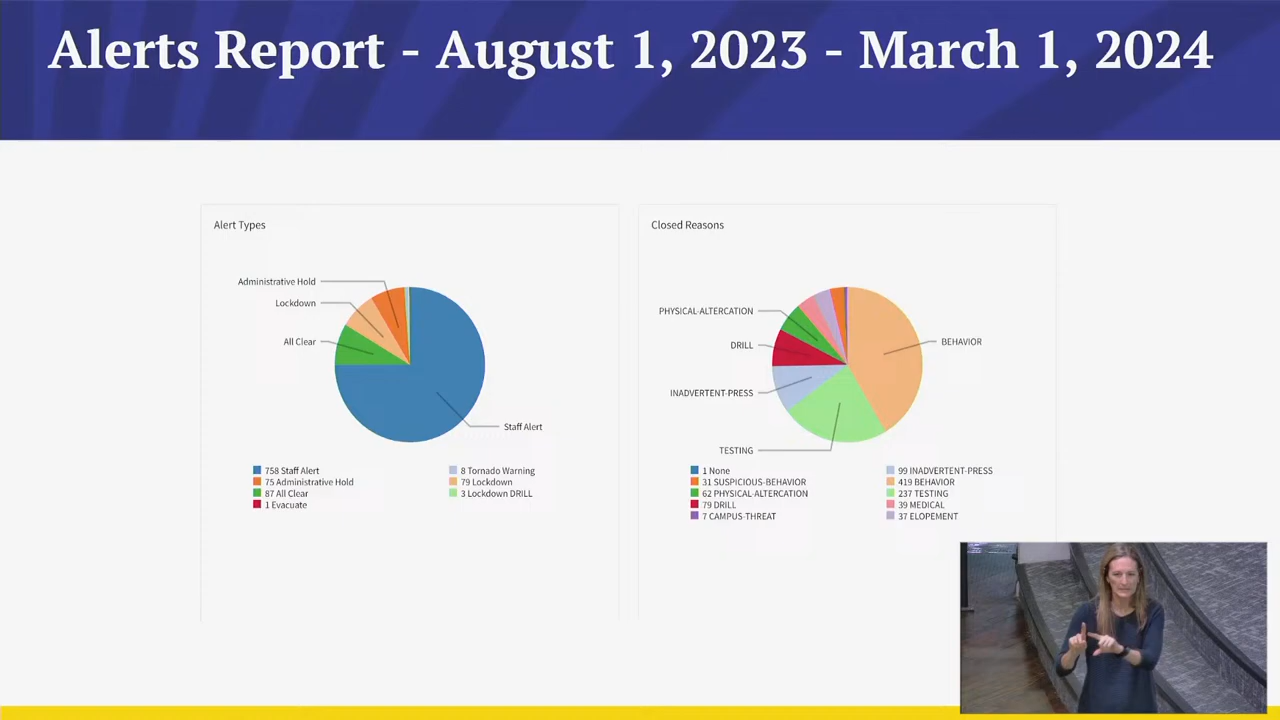 Alerts Report - August 1, 2023 - March 1, 2024
Alert Types
Administrative Hold
Lockdown
All Clear
Staff Alert
758 Staff Alert
75 Administrative Hold
87 All Clear
1 Evacuate
8 Tornado Warning
79 Lockdown
3 Lockdown DRILL
Closed Reasons
PHYSICAL-ALTERCATION
DRILL
INADVERTENT-PRESS
TESTING
BEHAVIOR
1 None
31 SUSPICIOUS-BEHAVIOR
62 PHYSICAL-ALTERCATION
79 DRILL
7 CAMPUS-THREAT
99 INADVERTENT-PRESS
419 BEHAVIOR
237 TESTING
39 MEDICAL
37 ELOPEMENT